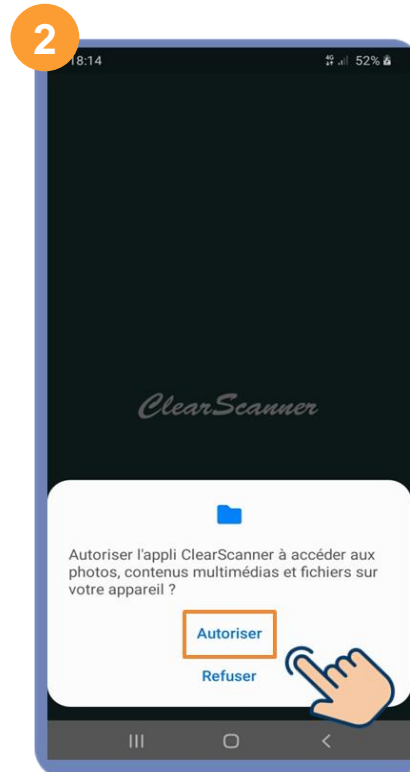 2
18:14
4G 52%
ClearScanner
Autoriser l'appli ClearScanner à accéder aux
photos, contenus multimédias et fichiers sur
votre appareil ?
Autoriser
Refuser